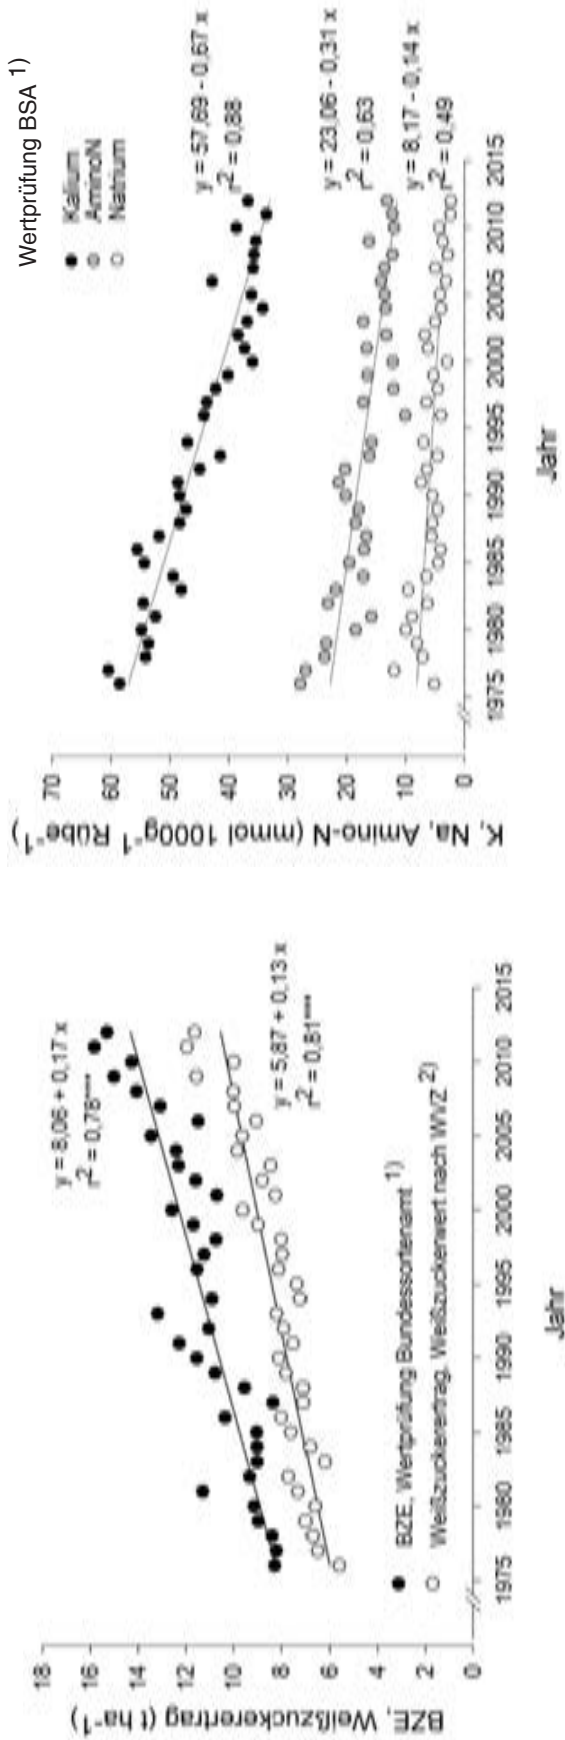 BZE, Weißzuckerertrag (t ha-1)
18
16
14
12
10
8
6
4
2
0
y = 8,06 + 0,17 x
r2 = 0,78***
y = 5,87 + 0,13 x
r2 = 0,81***
BZE, Wertprüfung Bundessortenamt 1)
Weißzuckerertrag, Weißzuckerwert nach WVZ 2)
1975 1980 1985 1990 1995 2000 2005 2010 2015
Jahr
Wertprüfung BSA 1)
Kalium
AminoN
Natrium
K, Na, Amino-N (mmol 1000g-1 Rübe-1)
70
60
50
40
30
20
10
0
y = 57,69 - 0,67 x
r2 = 0,88
y = 23,06 - 0,31 x
r2 = 0,63
y = 8,17 - 0,14 x
r2 = 0,49
1975 1980 1985 1990 1995 2000 2005 2010 2015
Jahr